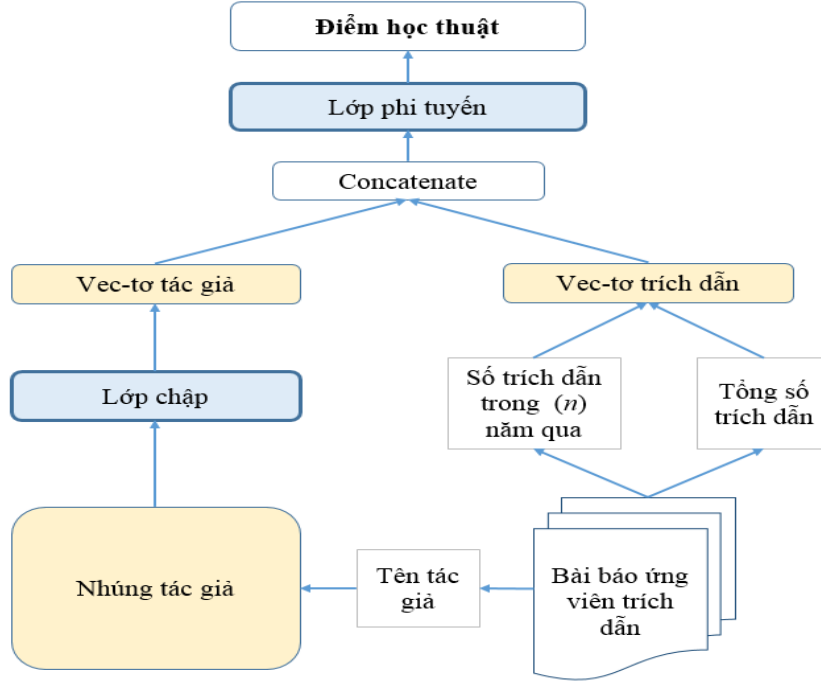 Điểm học thuật
Lớp phi tuyến
Concatenate
Vec-tơ tác giả
Vec-tơ trích dẫn
Lớp chập
Số trích dẫn
trong (n)
năm qua
Tổng số
trích dẫn
Nhúng tác giả
Tên tác
giả
Bài báo ứng
viên trích
dẫn